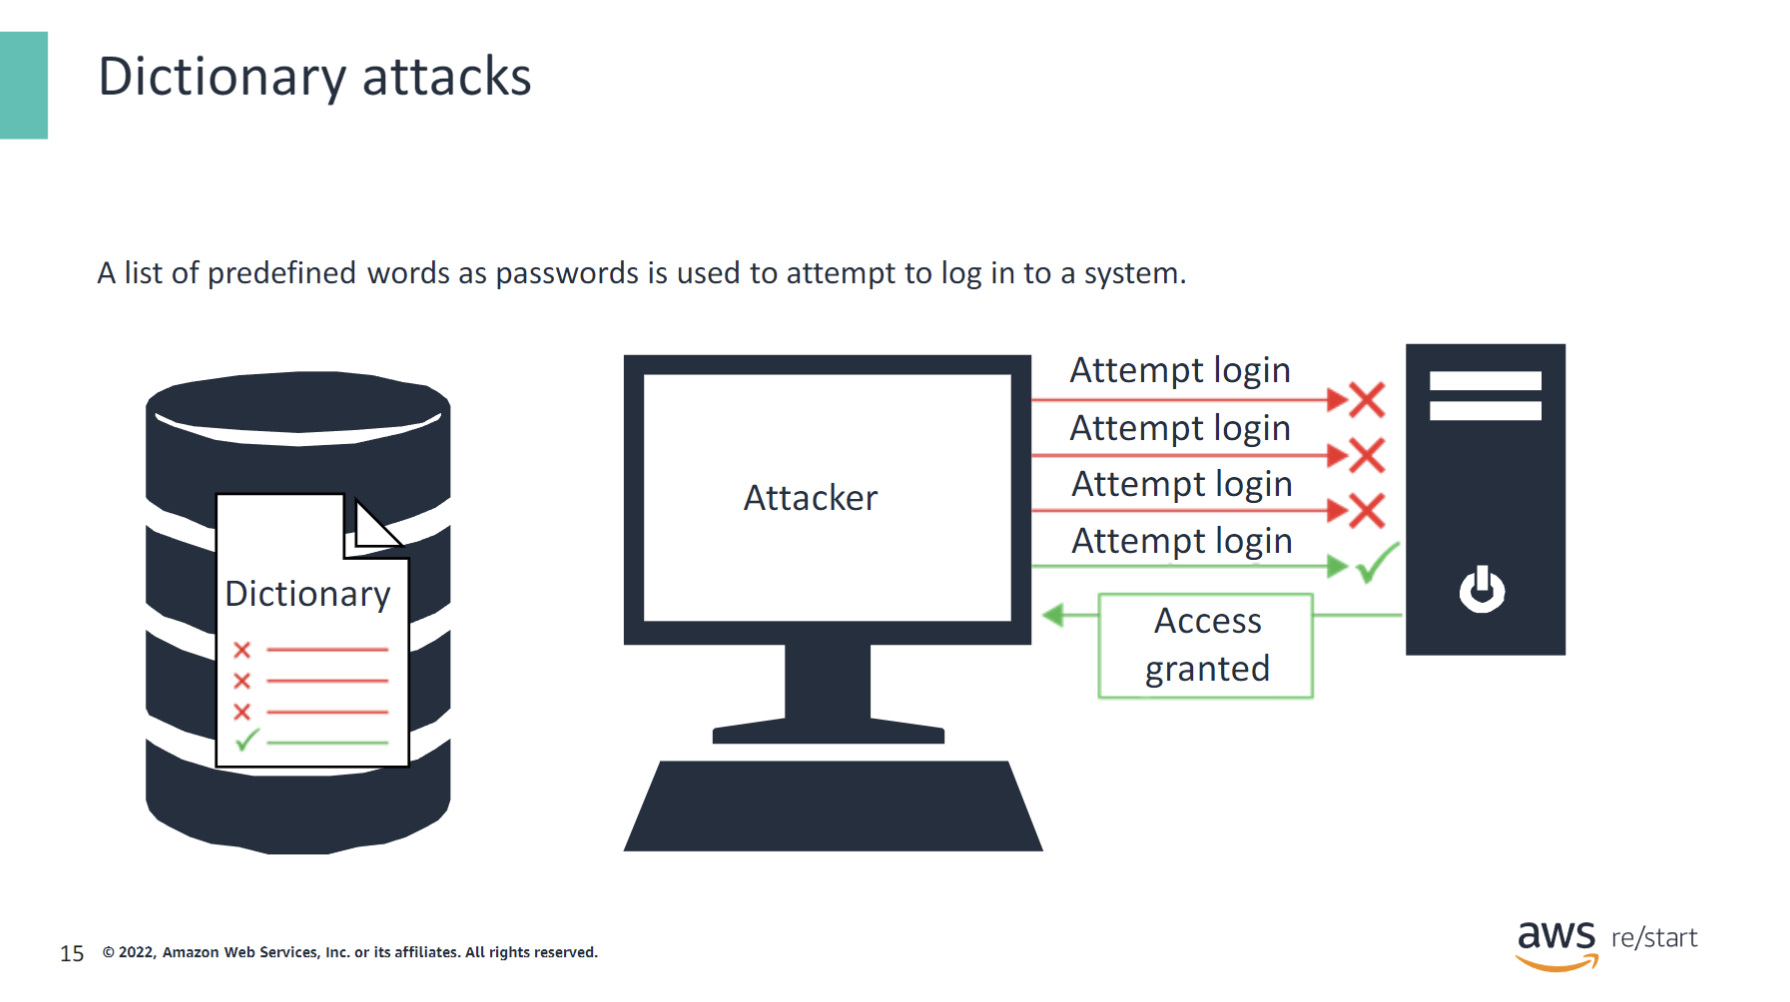 Dictionary attacks
A list of predefined words as passwords is used to attempt to log in to a system.
Dictionary
Attacker
Attempt login
Attempt login
Attempt login
Attempt login
Access
granted
15 © 2022, Amazon Web Services, Inc. or its affiliates. All rights reserved.
aws re/start